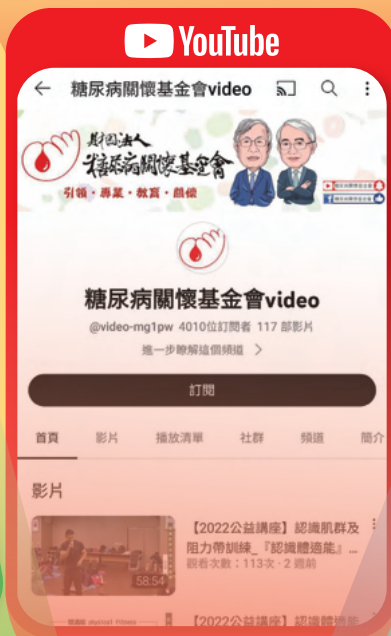 YouTube
糖尿病關懷基金會video
財團法人
糖尿病關懷基金會
引領・專業・教育・關懷
糖尿病關懷基金會video
@video-mg1pw 4010位訂閱者 117 部影片
進一步瞭解這個頻道
訂閱
首頁 影片 播放清單 社群 頻道 簡介
影片
【2022公益講座】認識肌群及
阻力帶訓練_『認識體適能』...
觀看次數：113次・2 週前
58:54
【2022公益講座】認識體適能